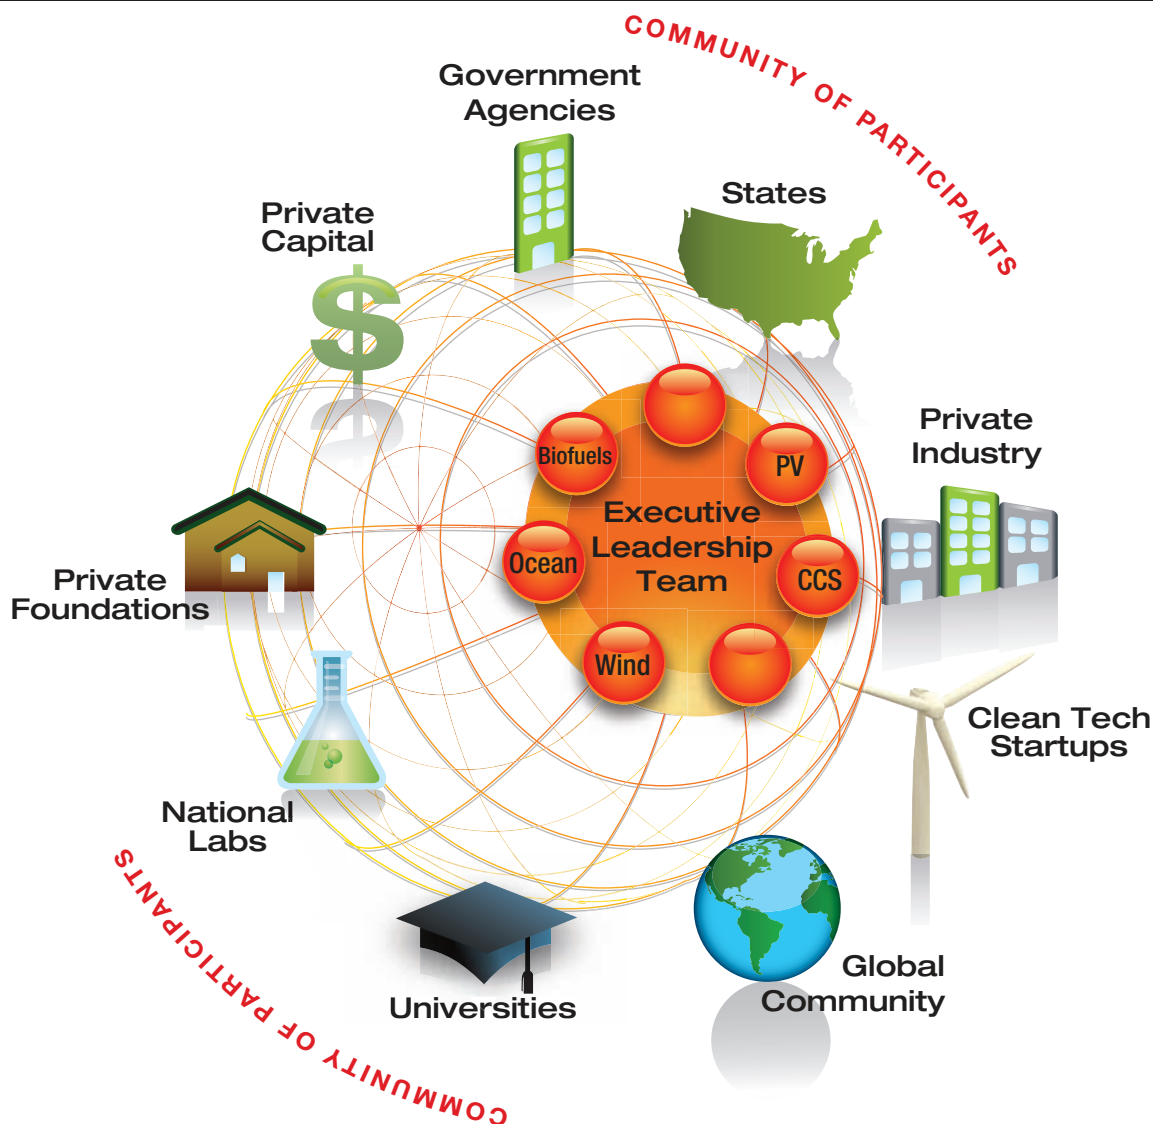 COMMUNITY OF PARTICIPANTS
Government
Agencies
States
Private
Capital
Private
Industry
Biofuels
PV
Executive
Leadership
Team
Ocean
CCS
Private
Foundations
Wind
Clean Tech
Startups
National
Labs
Global
Community
Universities
COMMUNITY OF PARTICIPANTS